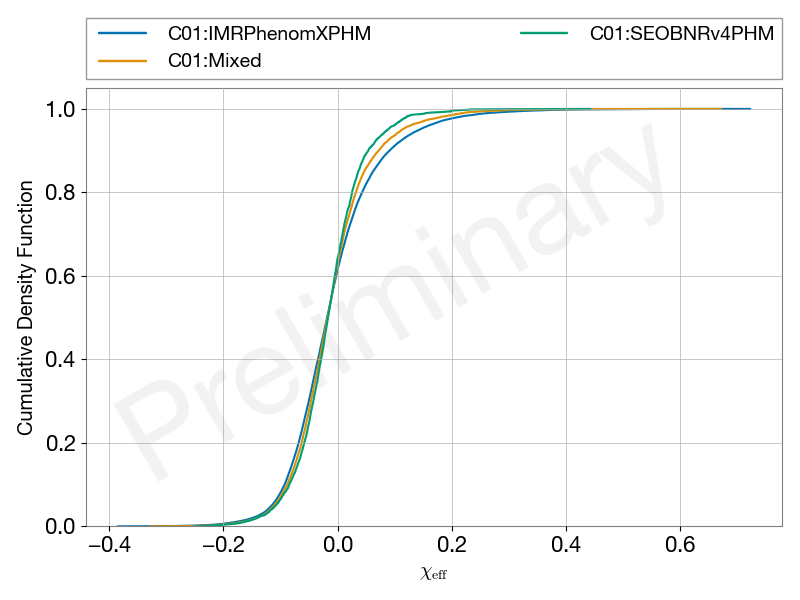 C01:IMRPhenomXPHM
C01:SEOBNRv4PHM
C01:Mixed
Preliminary
Cumulative Density Function
1.0
0.8
0.6
0.4
0.2
0.0
−0.4 −0.2 0.0 0.2 0.4 0.6
χeff